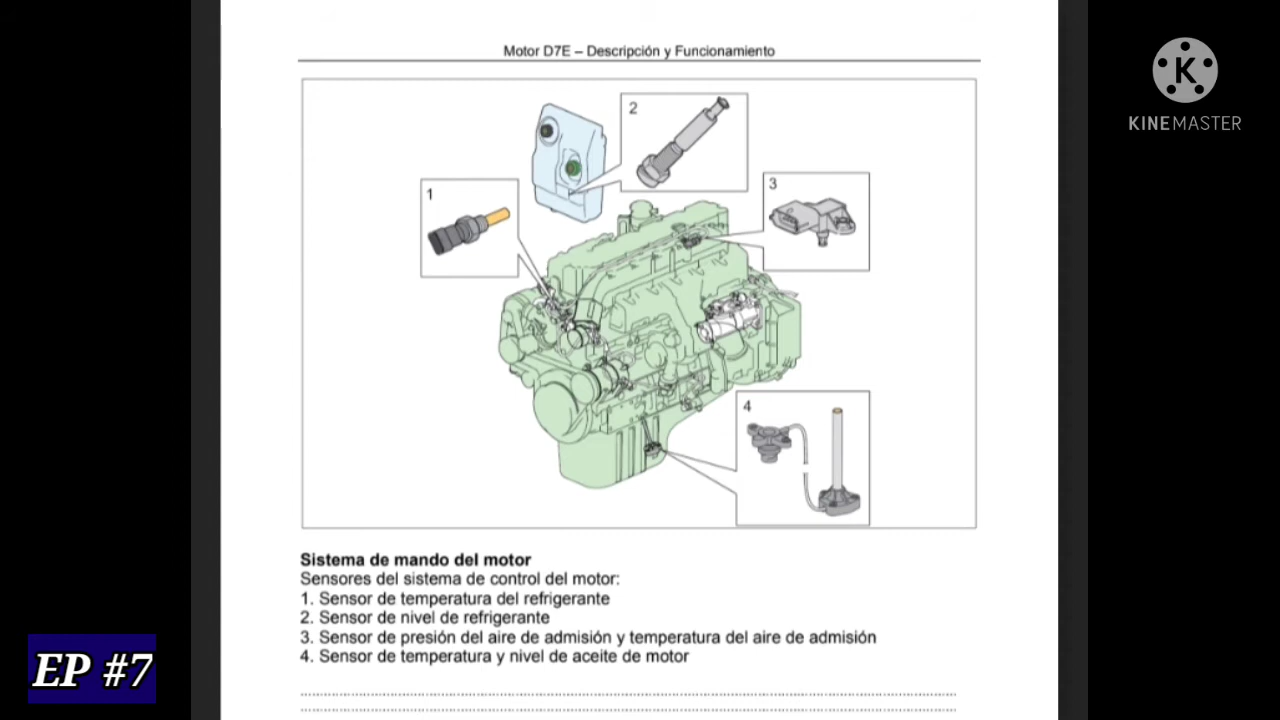 Motor D7E – Descripción y Funcionamiento
K
KINEMASTER
1
2
3
4
Sistema de mando del motor
Sensores del sistema de control del motor:
1. Sensor de temperatura del refrigerante
2. Sensor de nivel de refrigerante
3. Sensor de presión del aire de admisión y temperatura del aire de admisión
4. Sensor de temperatura y nivel de aceite de motor
EP #7